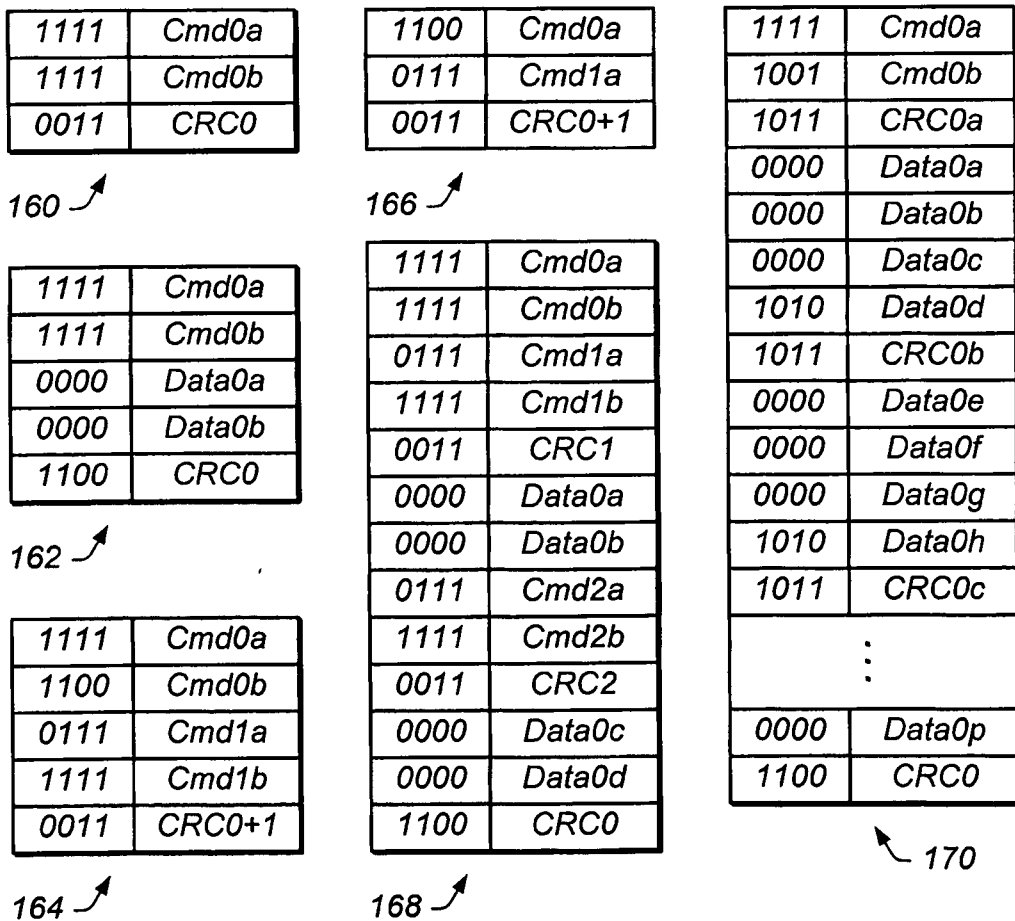 1111 Cmd0a
1111 Cmd0b
0011 CRC0
160
1111 Cmd0a
1111 Cmd0b
0000 Data0a
0000 Data0b
1100 CRC0
162
1111 Cmd0a
1100 Cmd0b
0111 Cmd1a
1111 Cmd1b
0011 CRC0+1
164
1100 Cmd0a
0111 Cmd1a
0011 CRC0+1
166
1111 Cmd0a
1111 Cmd0b
0111 Cmd1a
1111 Cmd1b
0011 CRC1
0000 Data0a
0000 Data0b
0111 Cmd2a
1111 Cmd2b
0011 CRC2
0000 Data0c
0000 Data0d
1100 CRC0
168
1111 Cmd0a
1001 Cmd0b
1011 CRC0a
0000 Data0a
0000 Data0b
0000 Data0c
1010 Data0d
1011 CRC0b
0000 Data0e
0000 Data0f
0000 Data0g
1010 Data0h
1011 CRC0c
⋮
0000 Data0p
1100 CRC0
170